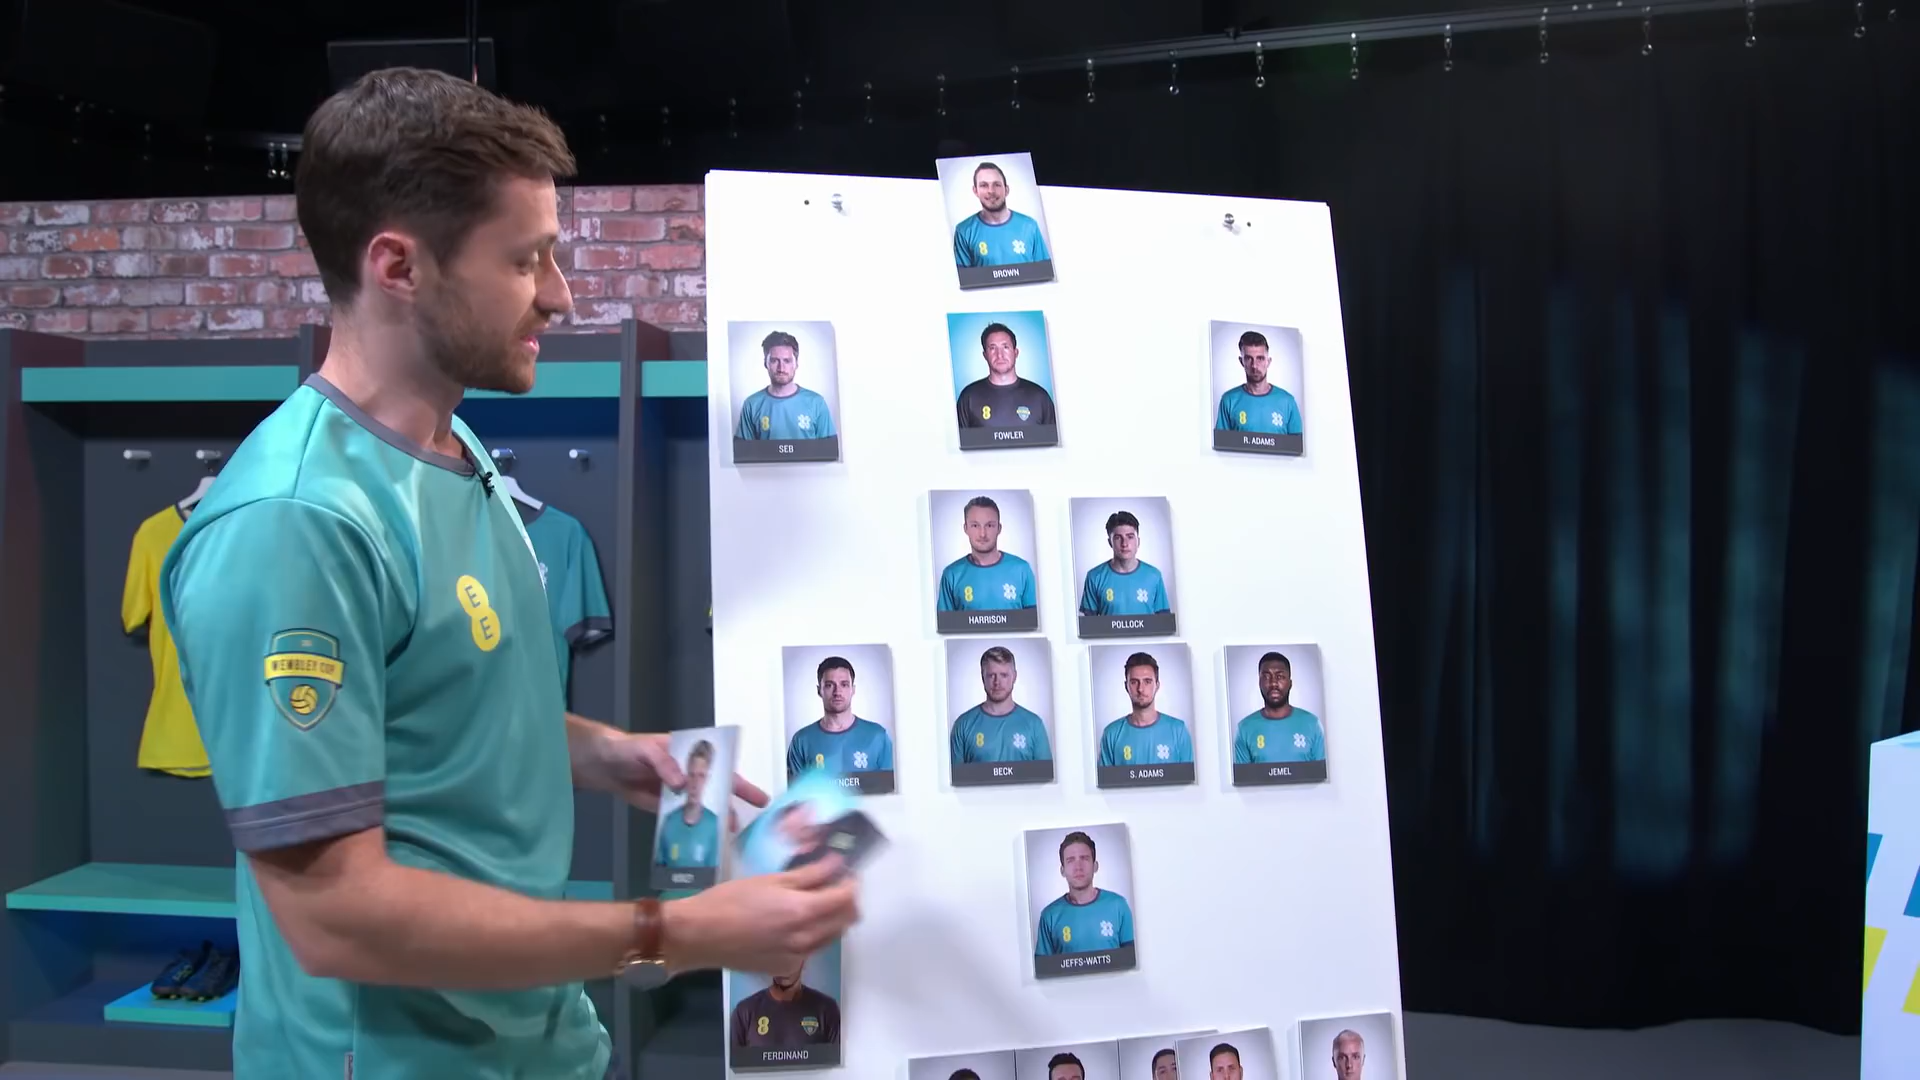 BROWN
SEB
FOWLER
R. ADAMS
HARRISON
POLLOCK
BECK
S. ADAMS
JEMEL
JEFFS-WATTS
FERDINAND
E
E
WEMBLEY CUP